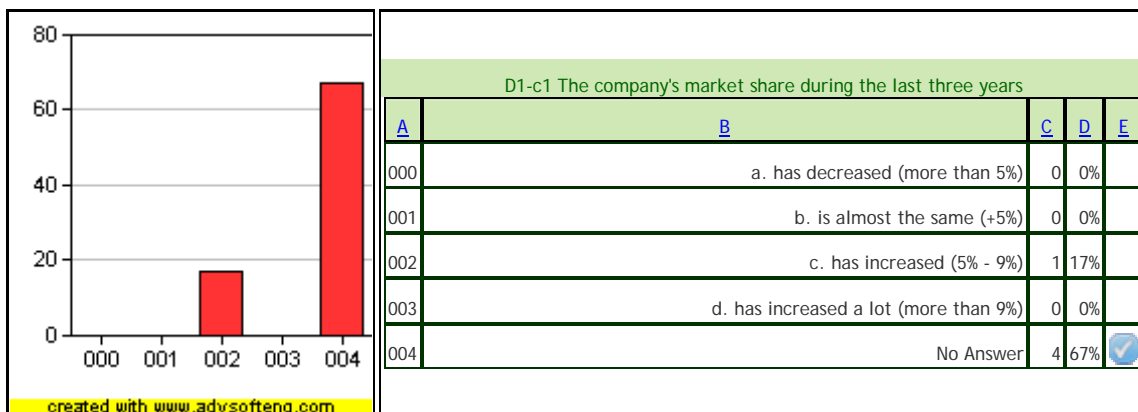 80
60
40
20
0
000 001 002 003 004
created with www.advsofteng.com
D1-c1 The company's market share during the last three years
A B C D E
000 a. has decreased (more than 5%) 0 0%
001 b. is almost the same (+5%) 0 0%
002 c. has increased (5% - 9%) 1 17%
003 d. has increased a lot (more than 9%) 0 0%
004 No Answer 4 67%